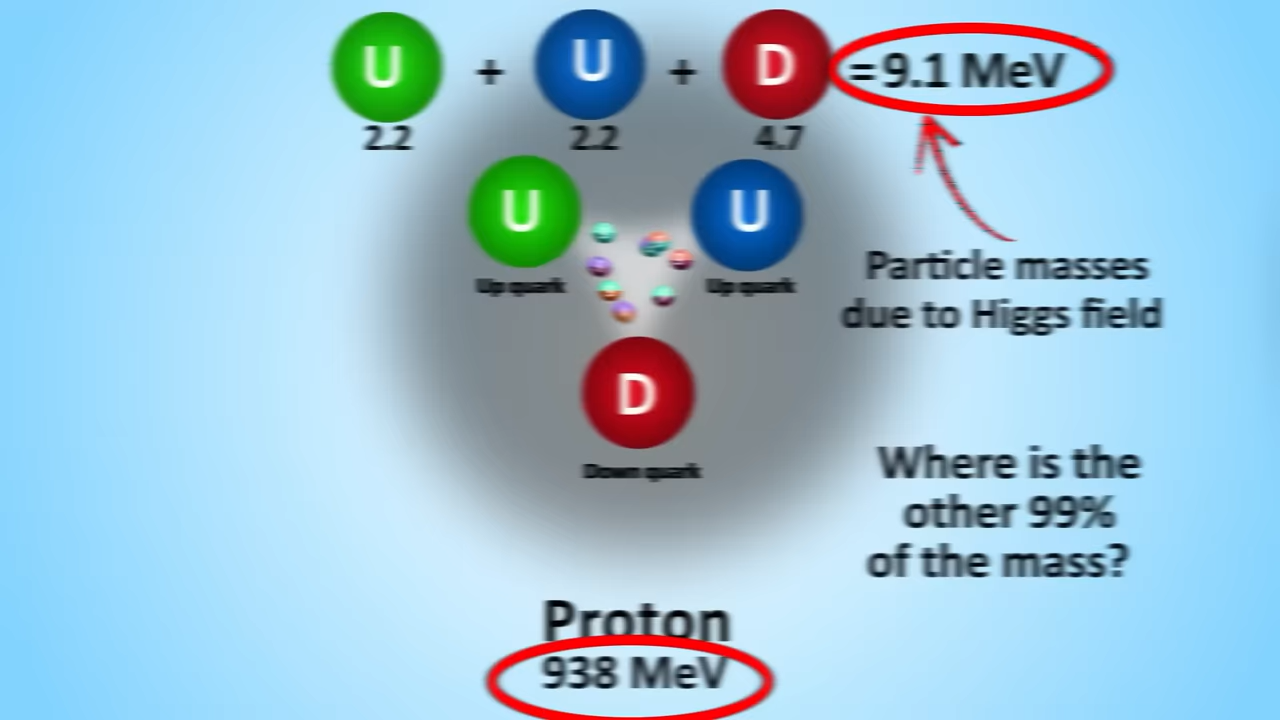 U + U + D = 9.1 MeV
2.2 2.2 4.7
U U
Up quark Up quark
Particle masses
due to Higgs field
D
Down quark
Where is the
other 99%
of the mass?
Proton
938 MeV